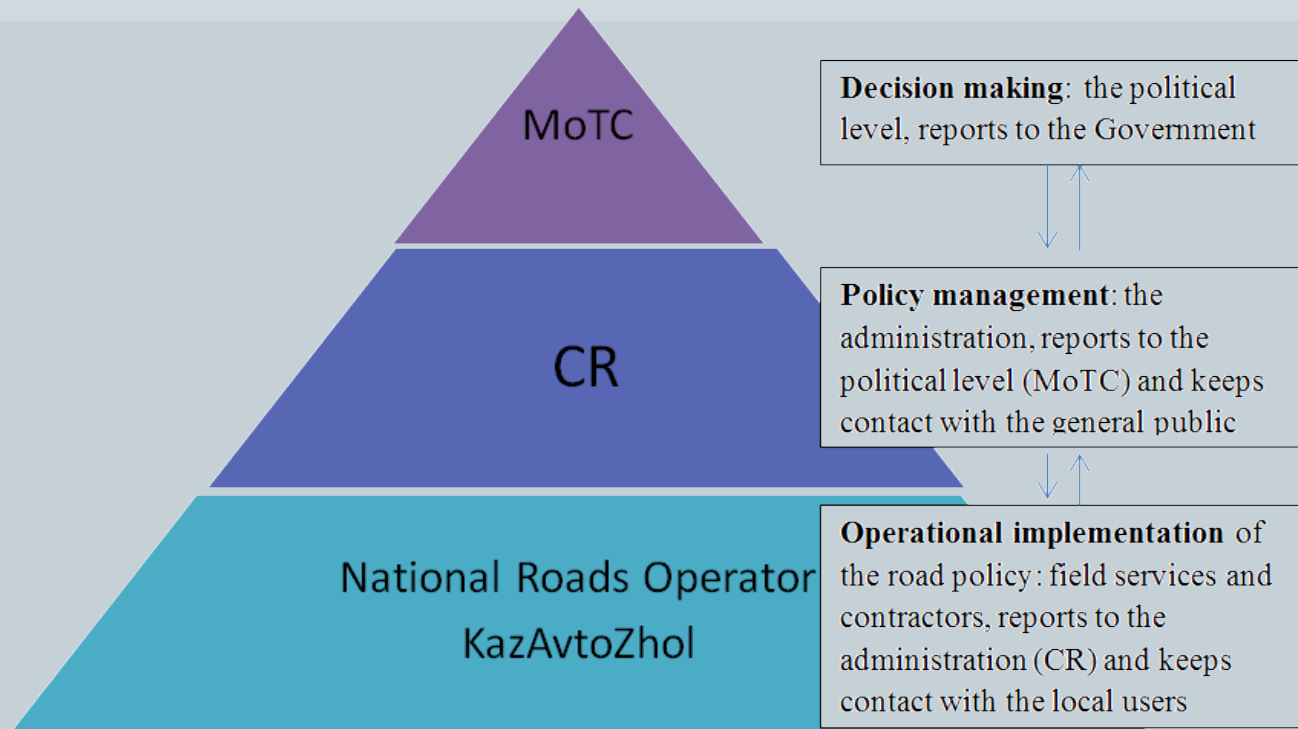 MoTC
Decision making: the political
level, reports to the Government
CR
Policy management: the
administration, reports to the
political level (MoTC) and keeps
contact with the general public
National Roads Operator
KazAvtoZhol
Operational implementation of
the road policy: field services and
contractors, reports to the
administration (CR) and keeps
contact with the local users